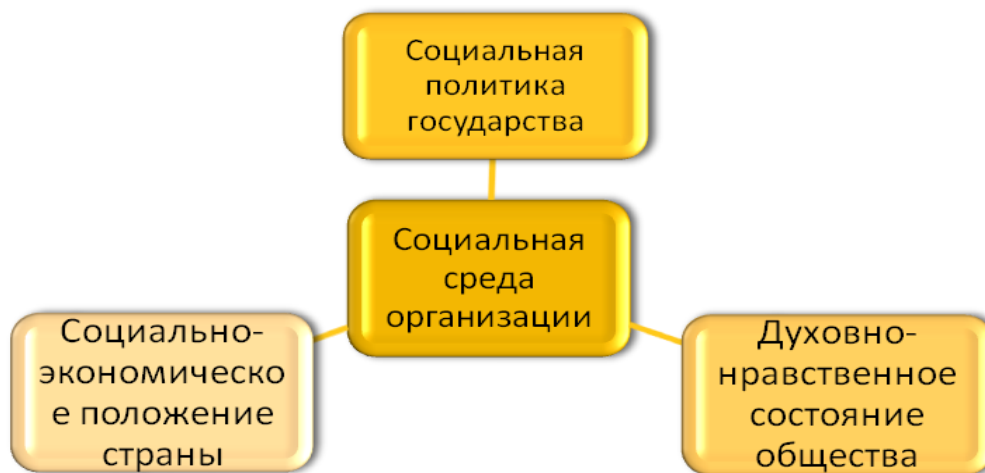 Социальная
политика
государства
Социальная
среда
организации
Социально-
экономическо
е положение
страны
Духовно-
нравственное
состояние
общества